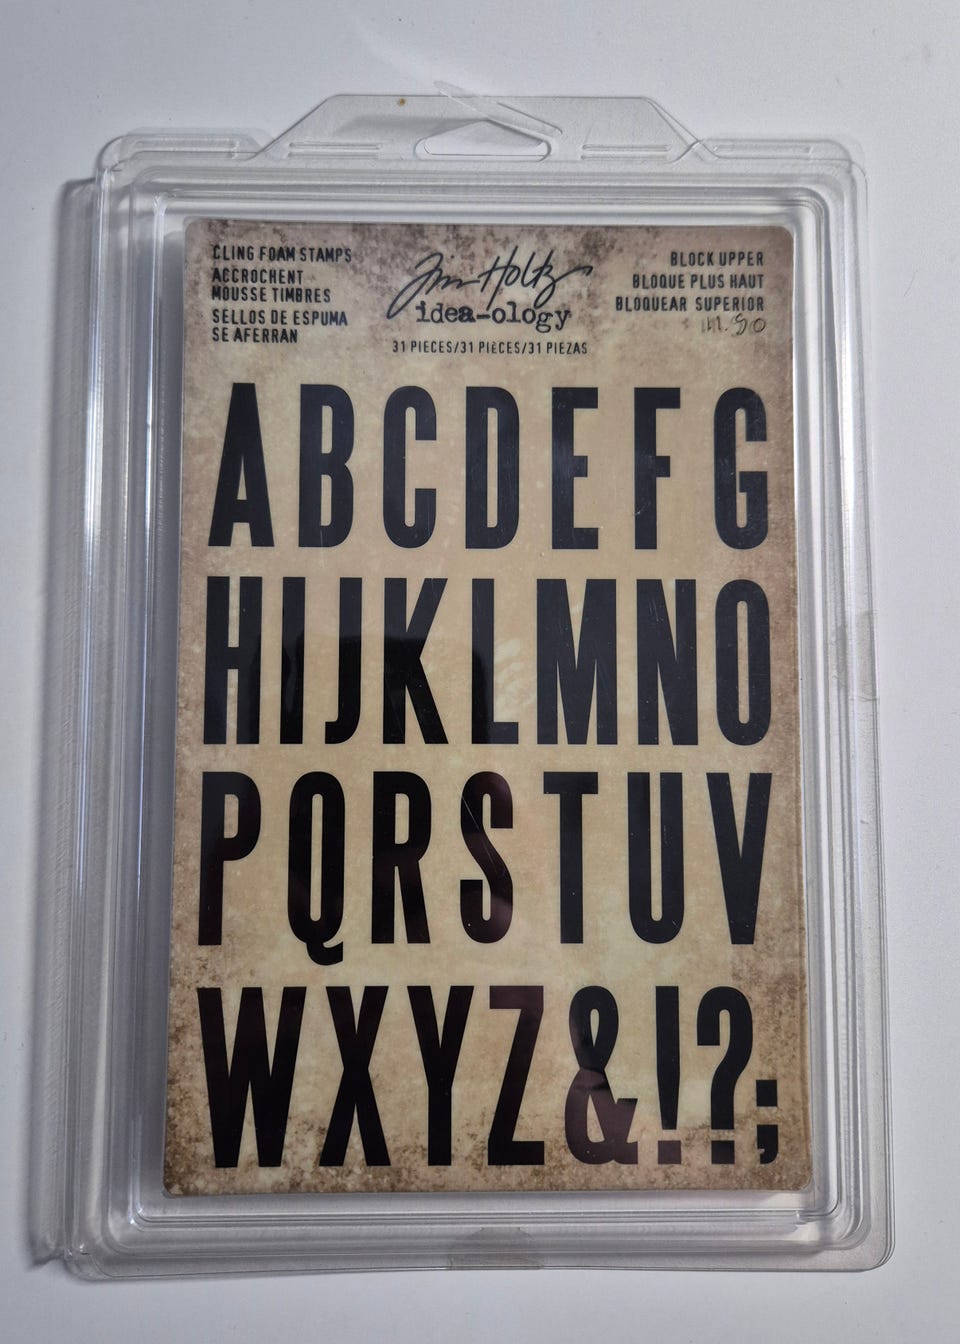 CLING FOAM STAMPS
ACCROCHENT
MOUSSE TIMBRES
SELLOS DE ESPUMA
SE AFERRAN
Tim Holtz
idea-ology
31 PIECES/31 PIÈCES/31 PIEZAS
BLOCK UPPER
BLOQUE PLUS HAUT
BLOQUEAR SUPERIOR
ABCDEFG
HIJKLMNO
PQRSTUV
WXYZ&!?;